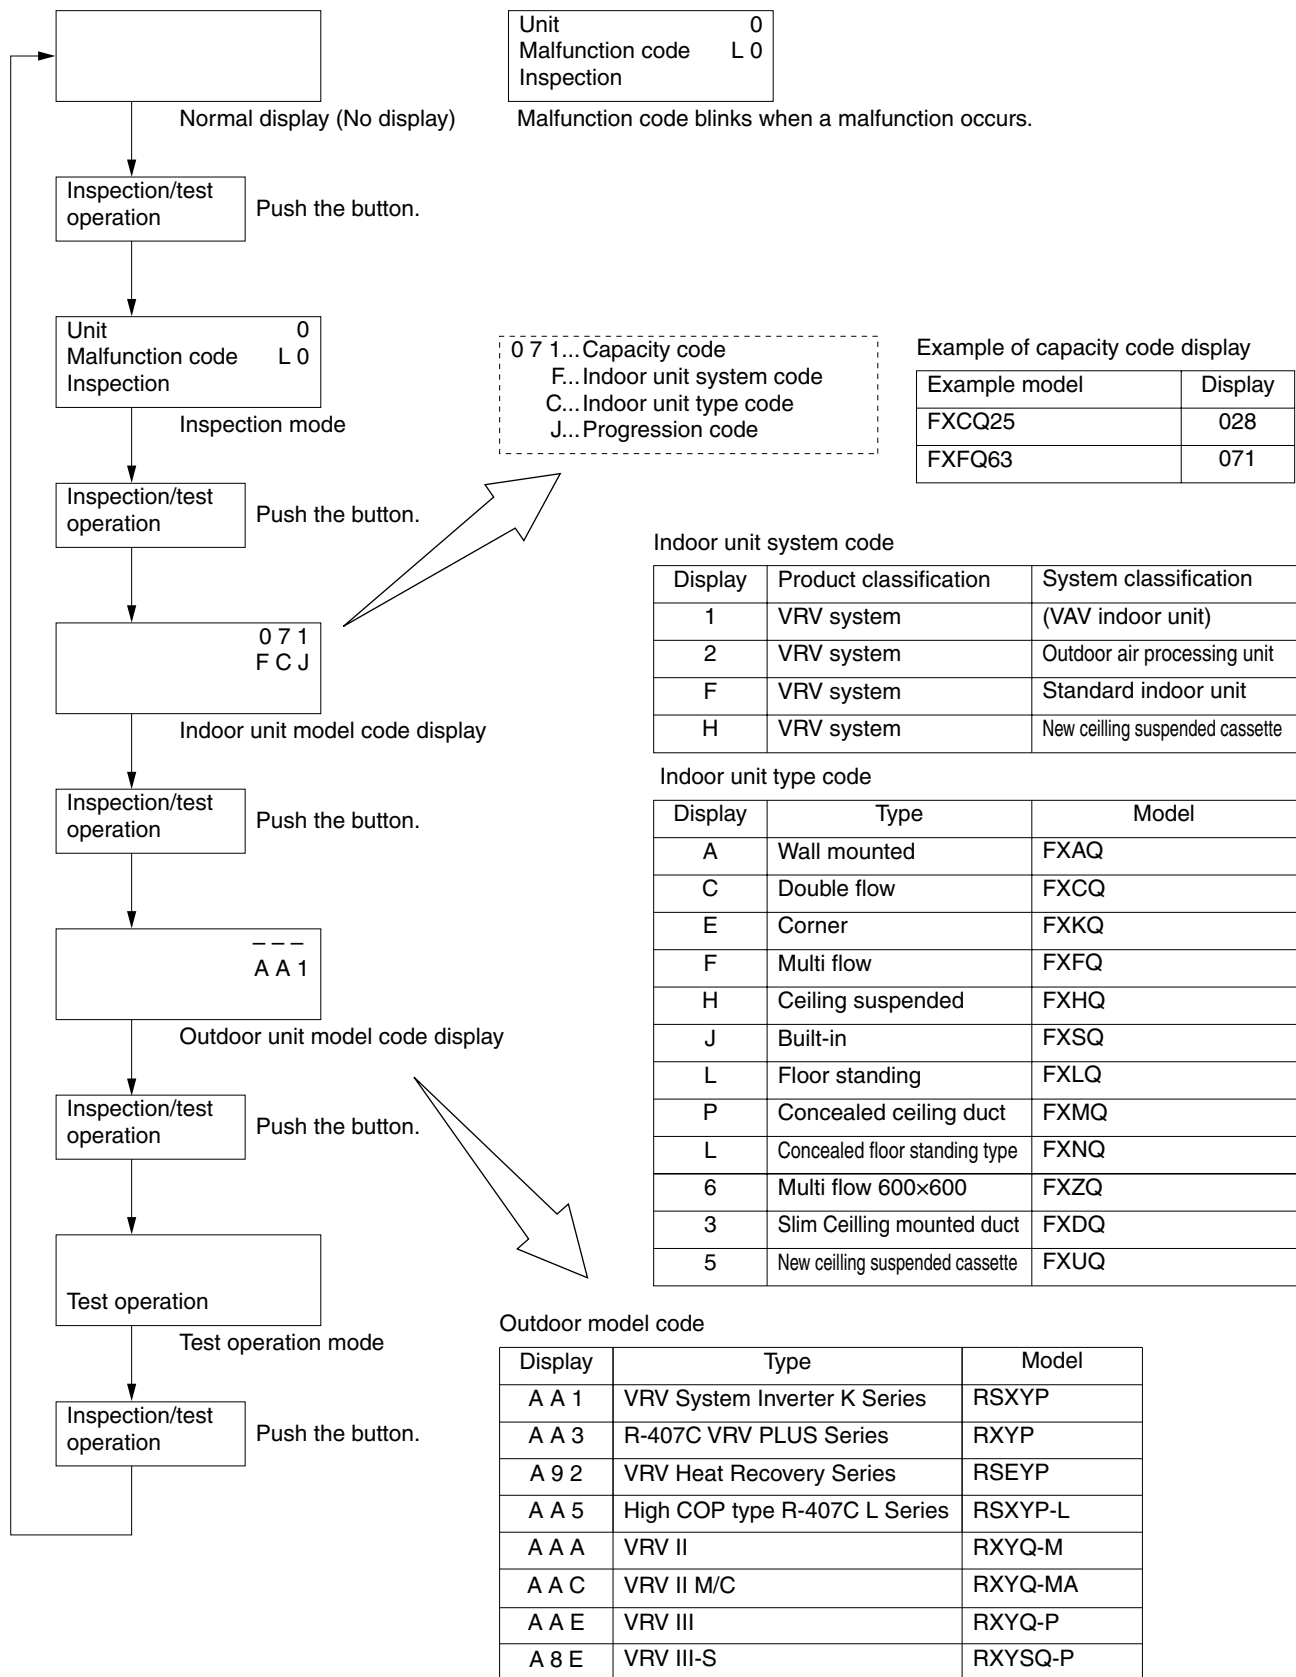 Unit 0
Malfunction code L 0
Inspection
Normal display (No display)
Malfunction code blinks when a malfunction occurs.
Inspection/test
operation
Push the button.
Unit 0
Malfunction code L 0
Inspection
Inspection mode
0 7 1...Capacity code
F...Indoor unit system code
C...Indoor unit type code
J...Progression code
Example of capacity code display
Example model Display
FXCQ25 028
FXFQ63 071
Inspection/test
operation
Push the button.
0 7 1
F C J
Indoor unit model code display
Indoor unit system code
Display Product classification System classification
1 VRV system (VAV indoor unit)
2 VRV system Outdoor air processing unit
F VRV system Standard indoor unit
H VRV system New ceilling suspended cassette
Inspection/test
operation
Push the button.
– – –
A A 1
Outdoor unit model code display
Indoor unit type code
Display Type Model
A Wall mounted FXAQ
C Double flow FXCQ
E Corner FXKQ
F Multi flow FXFQ
H Ceiling suspended FXHQ
J Built-in FXSQ
L Floor standing FXLQ
P Concealed ceiling duct FXMQ
L Concealed floor standing type FXNQ
6 Multi flow 600×600 FXZQ
3 Slim Ceilling mounted duct FXDQ
5 New ceilling suspended cassette FXUQ
Inspection/test
operation
Push the button.
Test operation
Test operation mode
Inspection/test
operation
Push the button.
Outdoor model code
Display Type Model
A A 1 VRV System Inverter K Series RSXYP
A A 3 R-407C VRV PLUS Series RXYP
A 9 2 VRV Heat Recovery Series RSEYP
A A 5 High COP type R-407C L Series RSXYP-L
A A A VRV II RXYQ-M
A A C VRV II M/C RXYQ-MA
A A E VRV III RXYQ-P
A 8 E VRV III-S RXYSQ-P